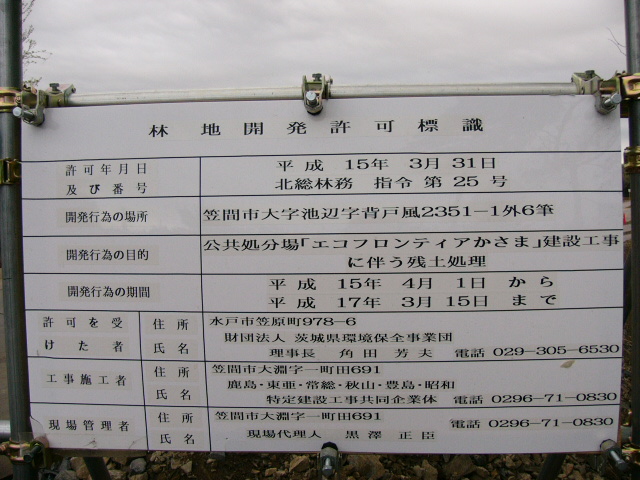 林地開発許可標識
許可年月日 平成 15年 3月31日
及び番号 北総林務 指令 第25号
開発行為の場所 笠間市大字池辺字背戸風2351-1外6筆
開発行為の目的 公共処分場「エコフロンティアかさま」建設工事
に伴う残土処理
開発行為の期間 平成 15年 4月 1日 から
平成 17年 3月15日 まで
許可を受 住所 水戸市笠原町978-6
けた者 氏名 財団法人 茨城県環境保全事業団
理事長 角田 芳夫 電話 029-305-6530
工事施工者 住所 笠間市大淵字一町田691
鹿島・東亜・常総・秋山・豊島・昭和
氏名 特定建設工事共同企業体 電話 0296-71-0830
現場管理者 住所 笠間市大淵字一町田691 電話 0296-71-0830
氏名 現場代理人 黒澤 正臣